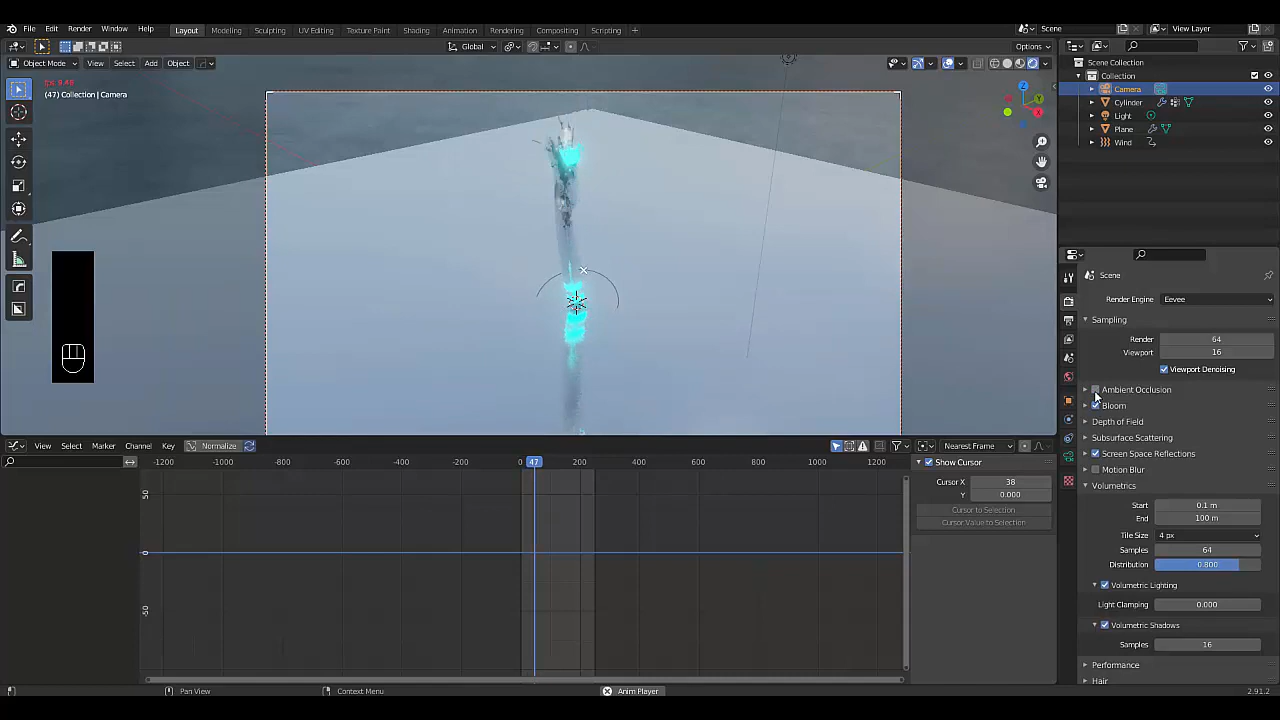 File Edit Render Window Help Layout Modeling Sculpting UV Editing Texture Paint Shading Animation Rendering Compositing Scripting Scene View Layer
Global Options
Object Mode View Select Add Object
fps 9.48
(47) Collection | Camera
Scene Collection
Collection
Camera
Cylinder
Light
Plane
Wind
Scene
Render Engine Eevee
Sampling
Render 64
Viewport 16
Viewport Denoising
Ambient Occlusion
Bloom
Depth of Field
Subsurface Scattering
Screen Space Reflections
Motion Blur
Volumetrics
Start 0.1 m
End 100 m
Tile Size 4 px
Samples 64
Distribution 0.800
Volumetric Lighting
Light Clamping 0.000
Volumetric Shadows
Samples 16
Performance
Hair
View Select Marker Channel Key Normalize Nearest Frame
-1200 -1000 -800 -600 -400 -200 0 47 200 400 600 800 1000 1200
50
0
-50
Show Cursor
Cursor X 38
Y 0.000
Cursor to Selection
Cursor Value to Selection
Pan View Context Menu Anim Player 2.91.2